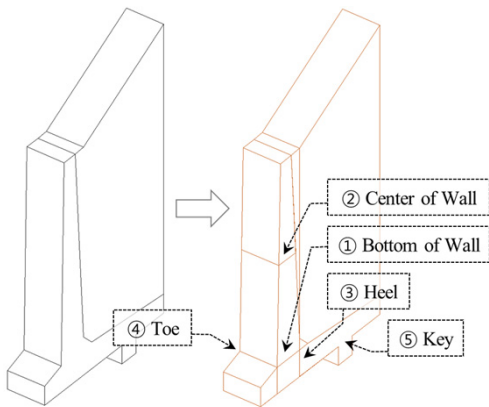 ② Center of Wall
① Bottom of Wall
③ Heel
④ Toe
⑤ Key